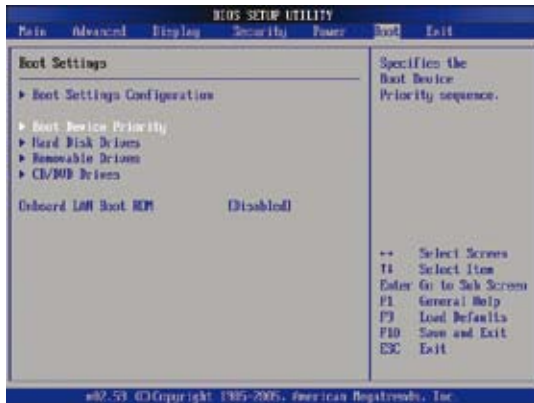 BIOS SETUP UTILITY
Main Advanced Display Security Power Boot Exit
Boot Settings
Boot Settings Configuration
Boot Device Priority
Hard Disk Drives
Removable Drives
CD/DVD Drives
Onboard LAN Boot ROM [Disabled]
Specifies the
Boot Device
Priority sequence.
↔ Select Screen
↑↓ Select Item
Enter Go to Sub Screen
F1 General Help
F9 Load Defaults
F10 Save and Exit
ESC Exit
v02.59 (C)Copyright 1985-2005, American Megatrends, Inc